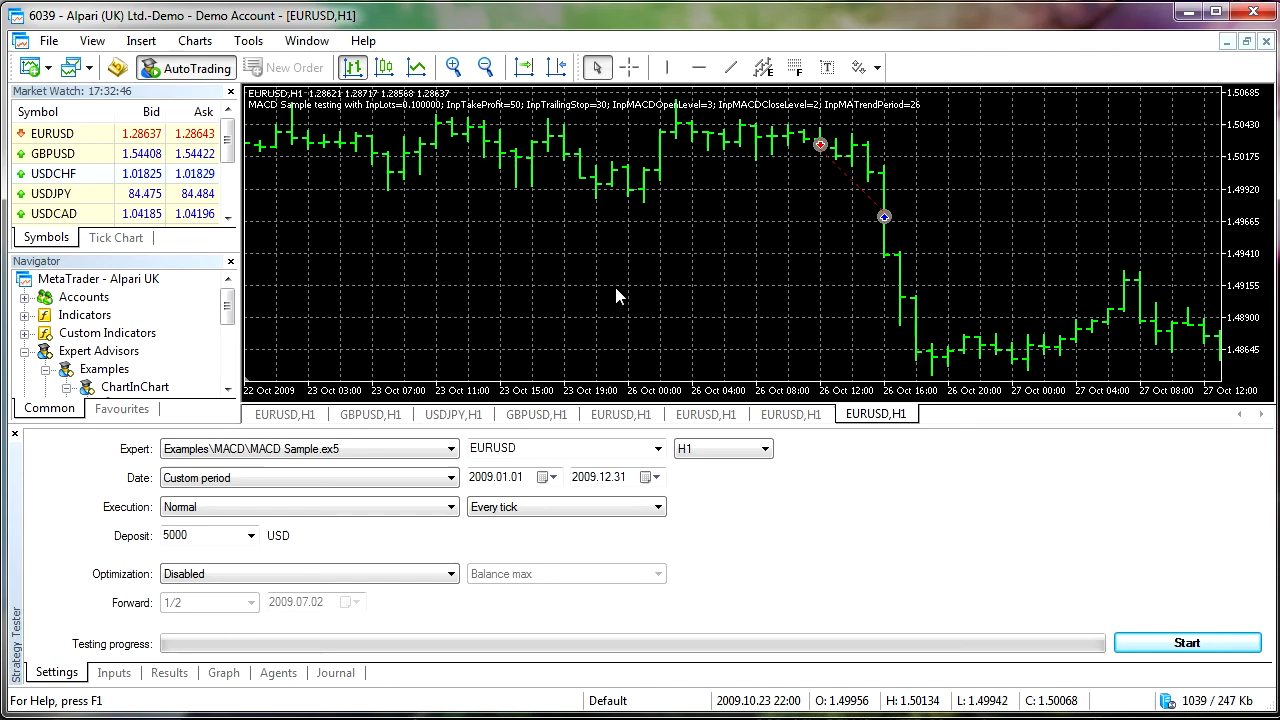 6039 - Alpari (UK) Ltd.-Demo - Demo Account - [EURUSD,H1]
File View Insert Charts Tools Window Help
AutoTrading New Order
Market Watch: 17:32:46
Symbol Bid Ask
EURUSD 1.28637 1.28643
GBPUSD 1.54408 1.54422
USDCHF 1.01825 1.01829
USDJPY 84.475 84.484
USDCAD 1.04185 1.04196
Symbols Tick Chart
Navigator
MetaTrader - Alpari UK
Accounts
Indicators
Custom Indicators
Expert Advisors
Examples
ChartInChart
Common Favourites
EURUSD,H1 1.28621 1.28717 1.28568 1.28637
MACD Sample testing with InpLots=0.100000; InpTakeProfit=50; InpTrailingStop=30; InpMACDOpenLevel=3; InpMACDCloseLevel=2; InpMATrendPeriod=26
1.50685
1.50430
1.50175
1.49920
1.49665
1.49410
1.49155
1.48900
1.48645
22 Oct 2009 23 Oct 03:00 23 Oct 07:00 23 Oct 11:00 23 Oct 15:00 23 Oct 19:00 26 Oct 00:00 26 Oct 04:00 26 Oct 08:00 26 Oct 12:00 26 Oct 16:00 26 Oct 20:00 27 Oct 00:00 27 Oct 04:00 27 Oct 08:00 27 Oct 12:00
EURUSD,H1 GBPUSD,H1 USDJPY,H1 GBPUSD,H1 EURUSD,H1 EURUSD,H1 EURUSD,H1 EURUSD,H1
Expert: Examples\MACD\MACD Sample.ex5 EURUSD H1
Date: Custom period 2009.01.01 2009.12.31
Execution: Normal Every tick
Deposit: 5000 USD
Optimization: Disabled Balance max
Forward: 1/2 2009.07.02
Testing progress: Start
Strategy Tester
Settings Inputs Results Graph Agents Journal
For Help, press F1 Default 2009.10.23 22:00 O: 1.49956 H: 1.50134 L: 1.49942 C: 1.50068 1039 / 247 Kb